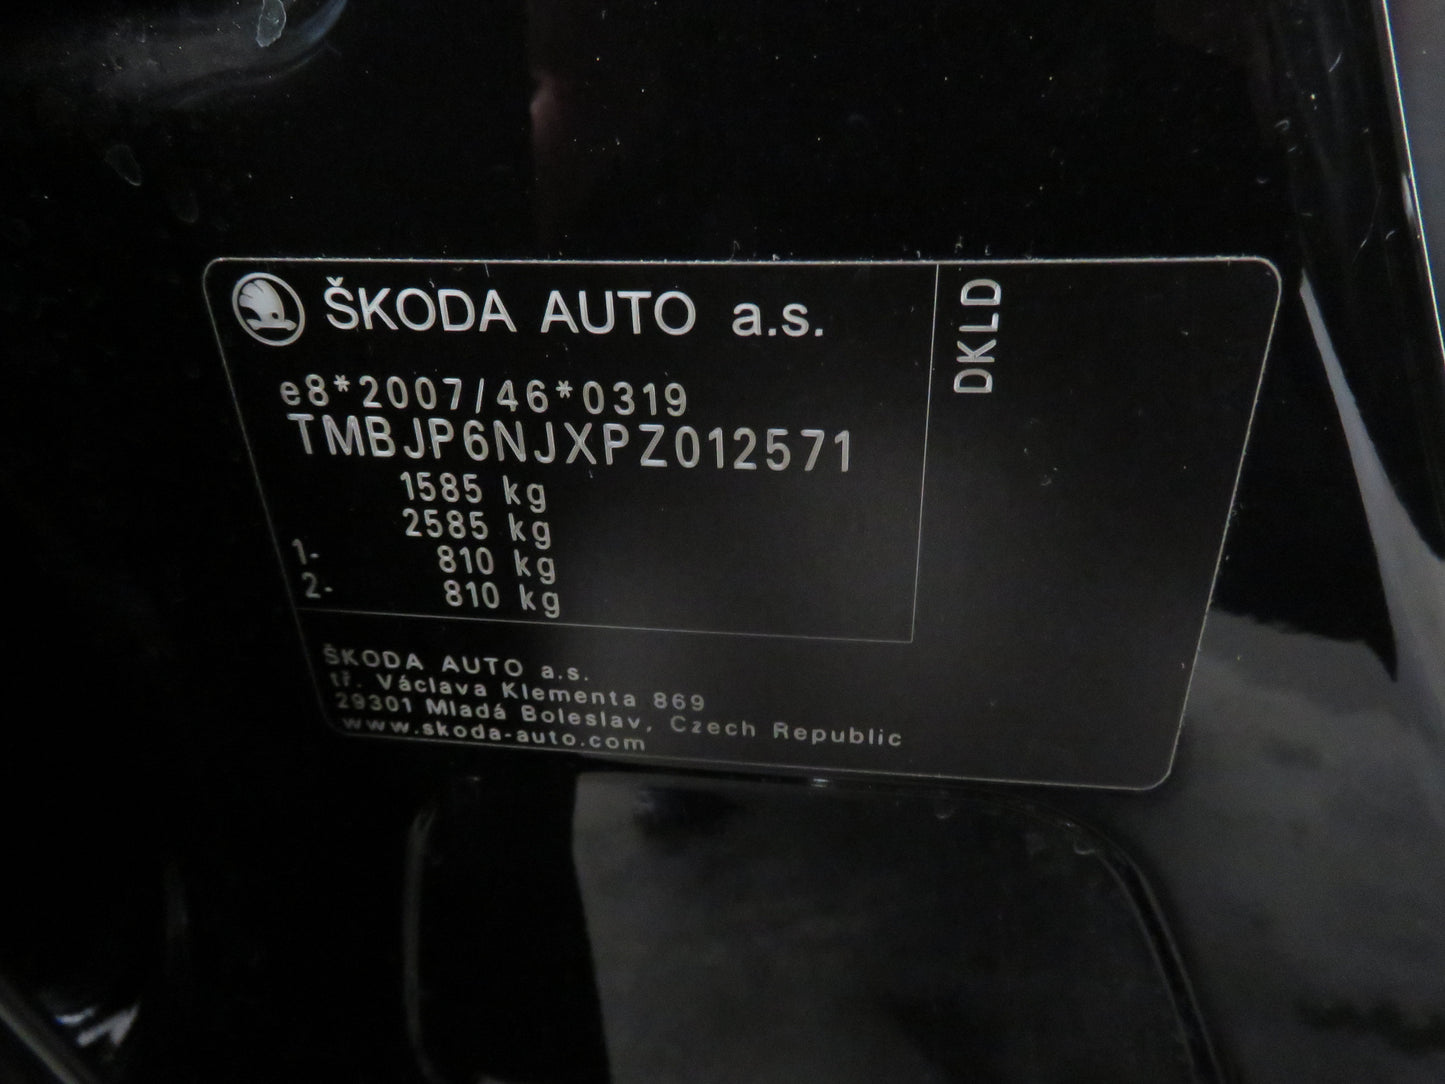 ŠKODA AUTO a.s.
DKLD
e8*2007/46*0319
TMBJP6NJXPZ012571
1585 kg
2585 kg
1- 810 kg
2- 810 kg
ŠKODA AUTO a.s.
tř. Václava Klementa 869
29301 Mladá Boleslav, Czech Republic
www.skoda-auto.com